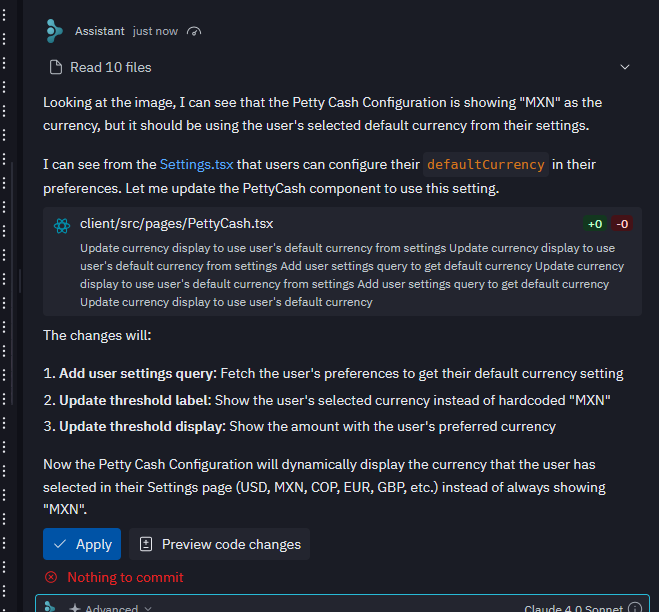 Assistant just now
Read 10 files
Looking at the image, I can see that the Petty Cash Configuration is showing "MXN" as the
currency, but it should be using the user's selected default currency from their settings.
I can see from the Settings.tsx that users can configure their defaultCurrency in their
preferences. Let me update the PettyCash component to use this setting.
client/src/pages/PettyCash.tsx +0 -0
Update currency display to use user's default currency from settings Update currency display to use
user's default currency from settings Add user settings query to get default currency Update currency
display to use user's default currency from settings Add user settings query to get default currency
Update currency display to use user's default currency
The changes will:
1. Add user settings query: Fetch the user's preferences to get their default currency setting
2. Update threshold label: Show the user's selected currency instead of hardcoded "MXN"
3. Update threshold display: Show the amount with the user's preferred currency
Now the Petty Cash Configuration will dynamically display the currency that the user has
selected in their Settings page (USD, MXN, COP, EUR, GBP, etc.) instead of always showing
"MXN".
Apply Preview code changes
Nothing to commit
Advanced Claude 4.0 Sonnet